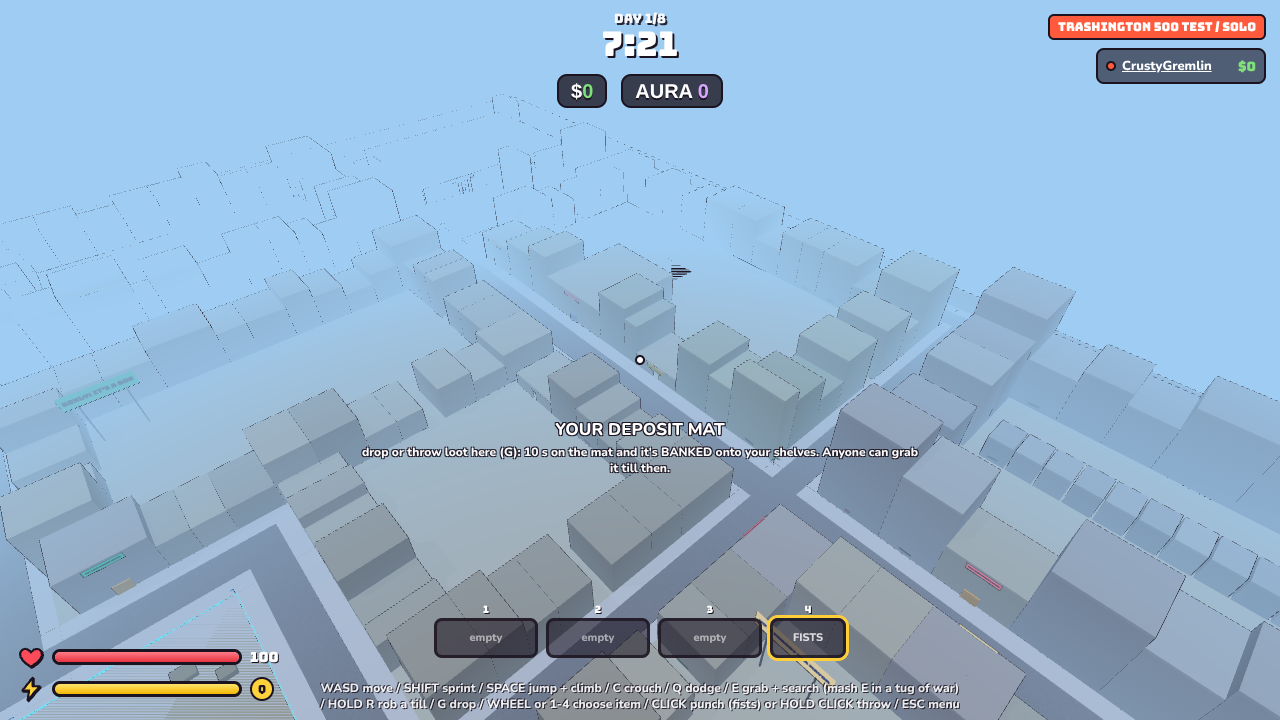 DAY 1/8
7:21
$0 AURA 0
TRASHINGTON 500 TEST / SOLO
CrustyGremlin $0
YOUR DEPOSIT MAT
drop or throw loot here (G): 10 s on the mat and it's BANKED onto your shelves. Anyone can grab
it till then.
1 2 3 4
empty empty empty FISTS
100
0
WASD move / SHIFT sprint / SPACE jump + climb / C crouch / Q dodge / E grab + search (mash E in a tug of war)
/ HOLD R rob a till / G drop / WHEEL or 1-4 choose item / CLICK punch (fists) or HOLD CLICK throw / ESC menu